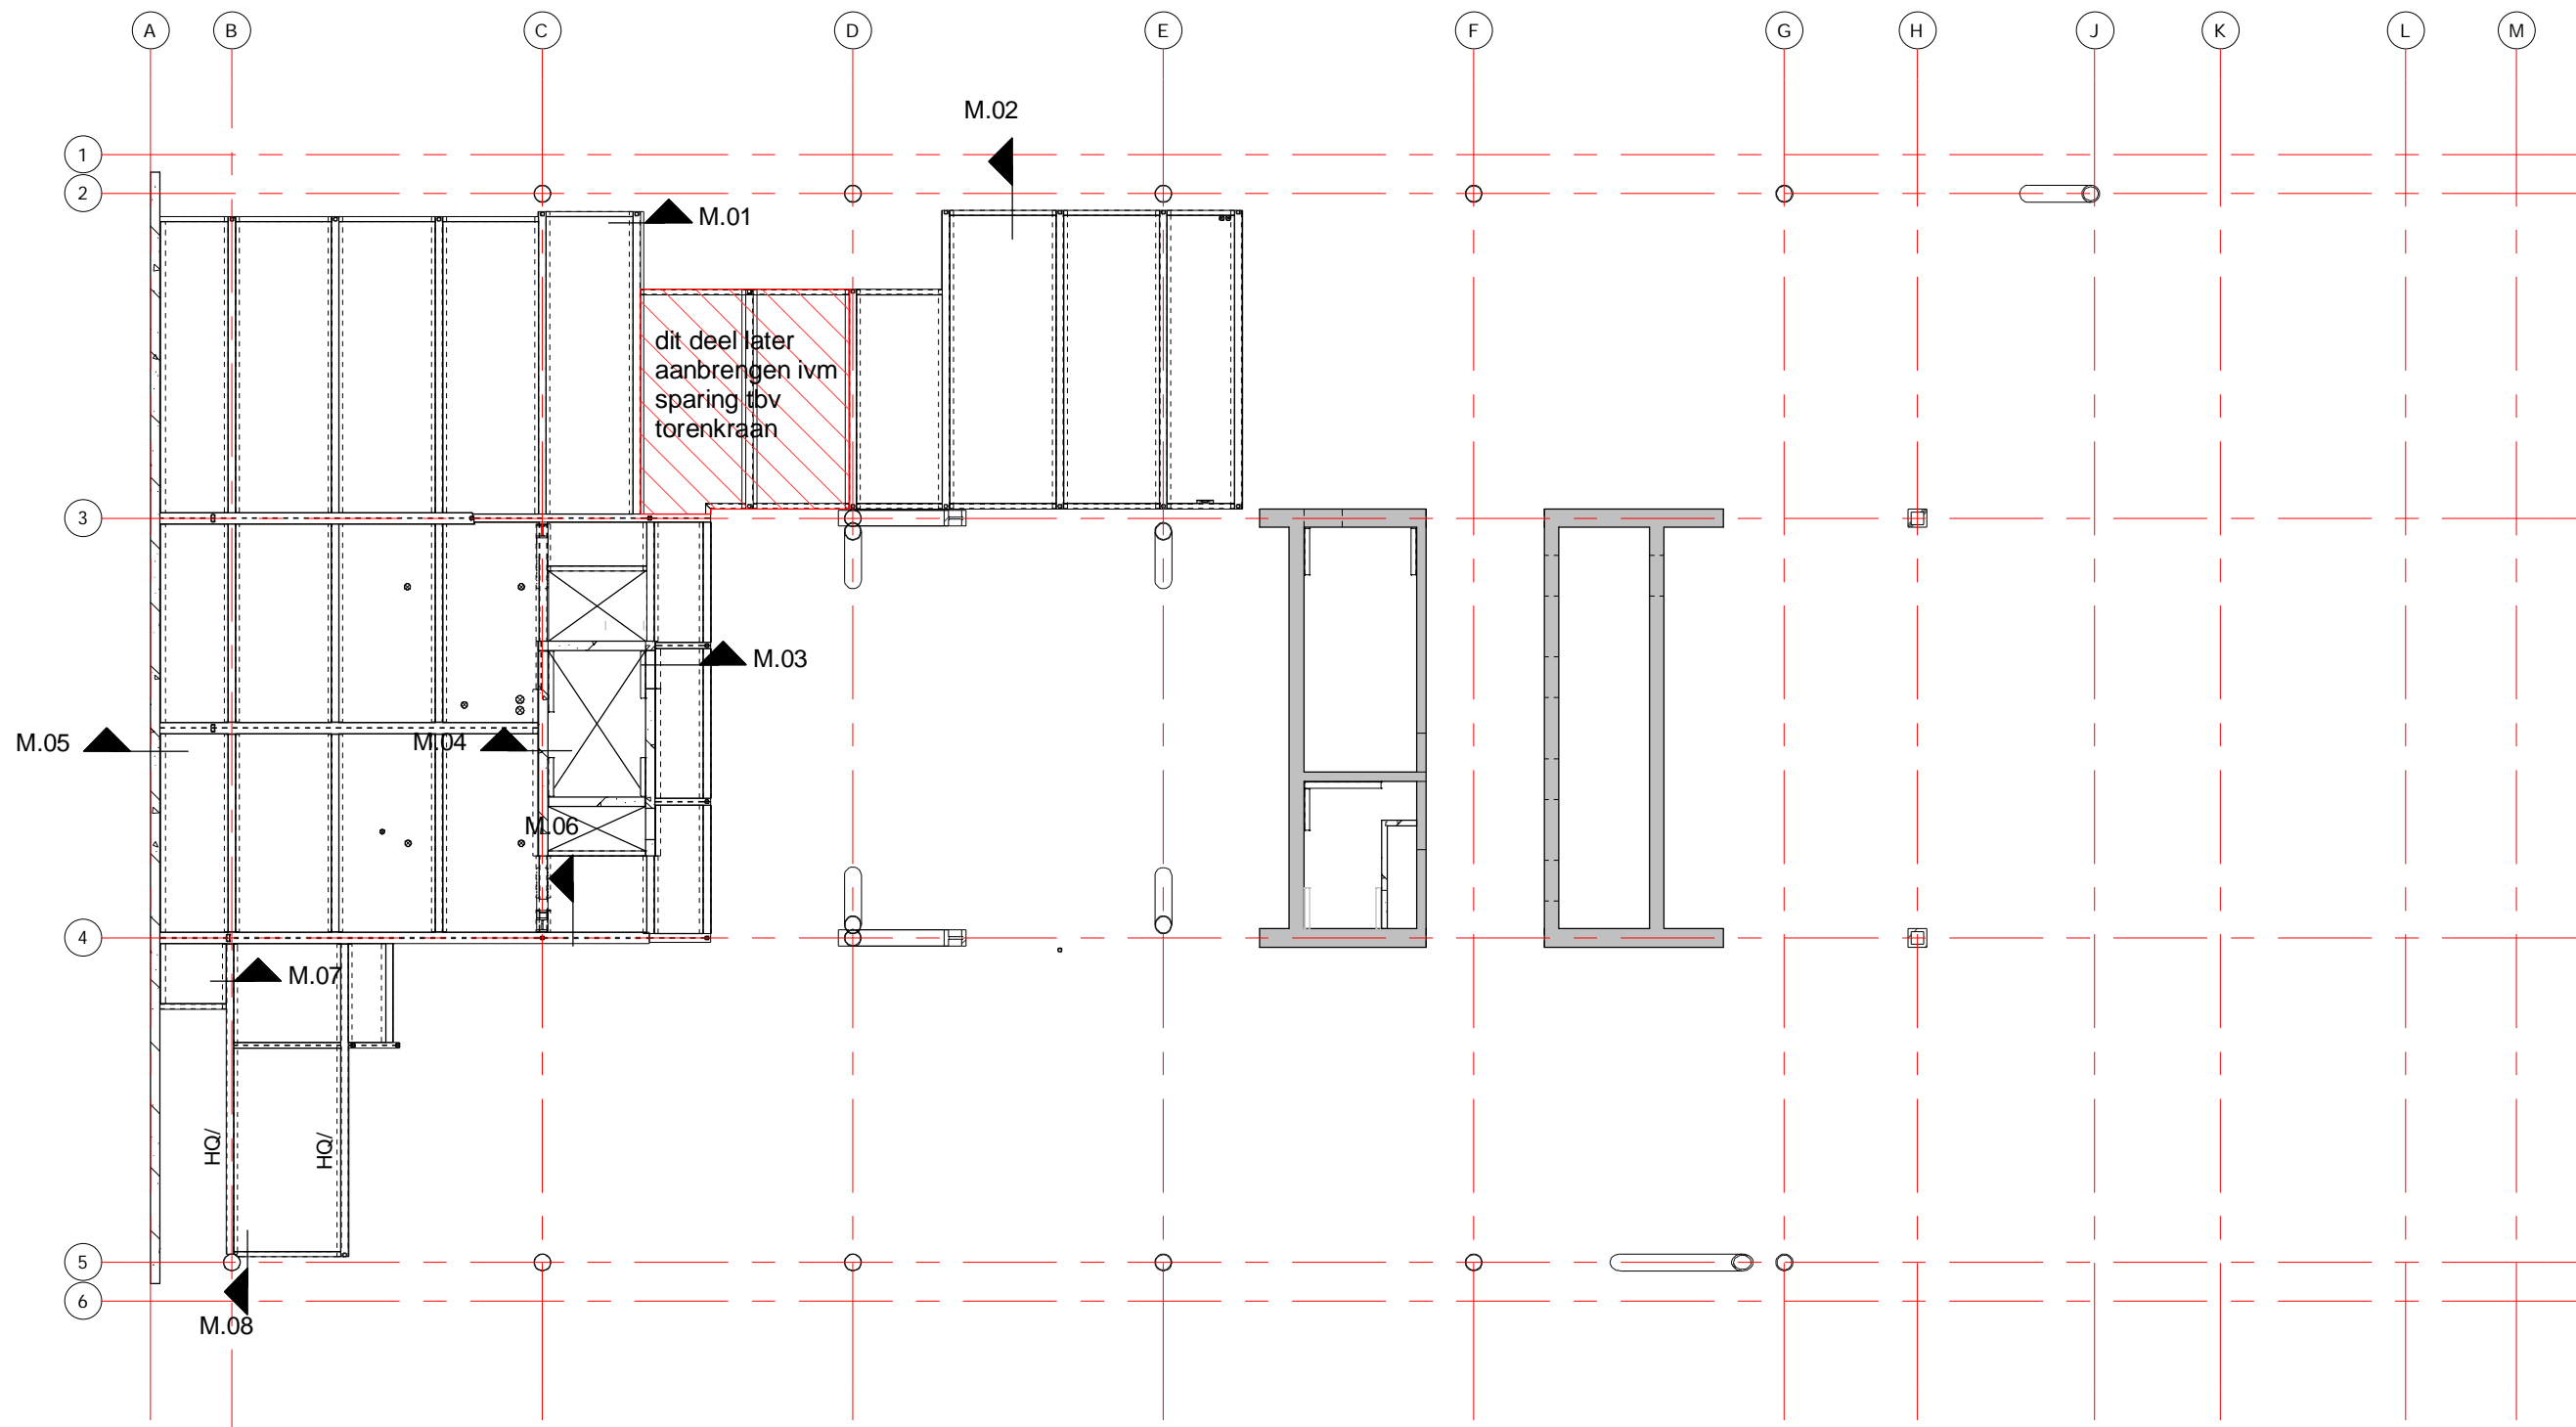 A B C D E F G H J K L M
M.02
1
2
M.01
dit deel later
aanbrengen ivm
sparing tbv
torenkraan
3
M.03
M.05
M.04
M.06
4
M.07
HQ/
HQ/
5
6
M.08